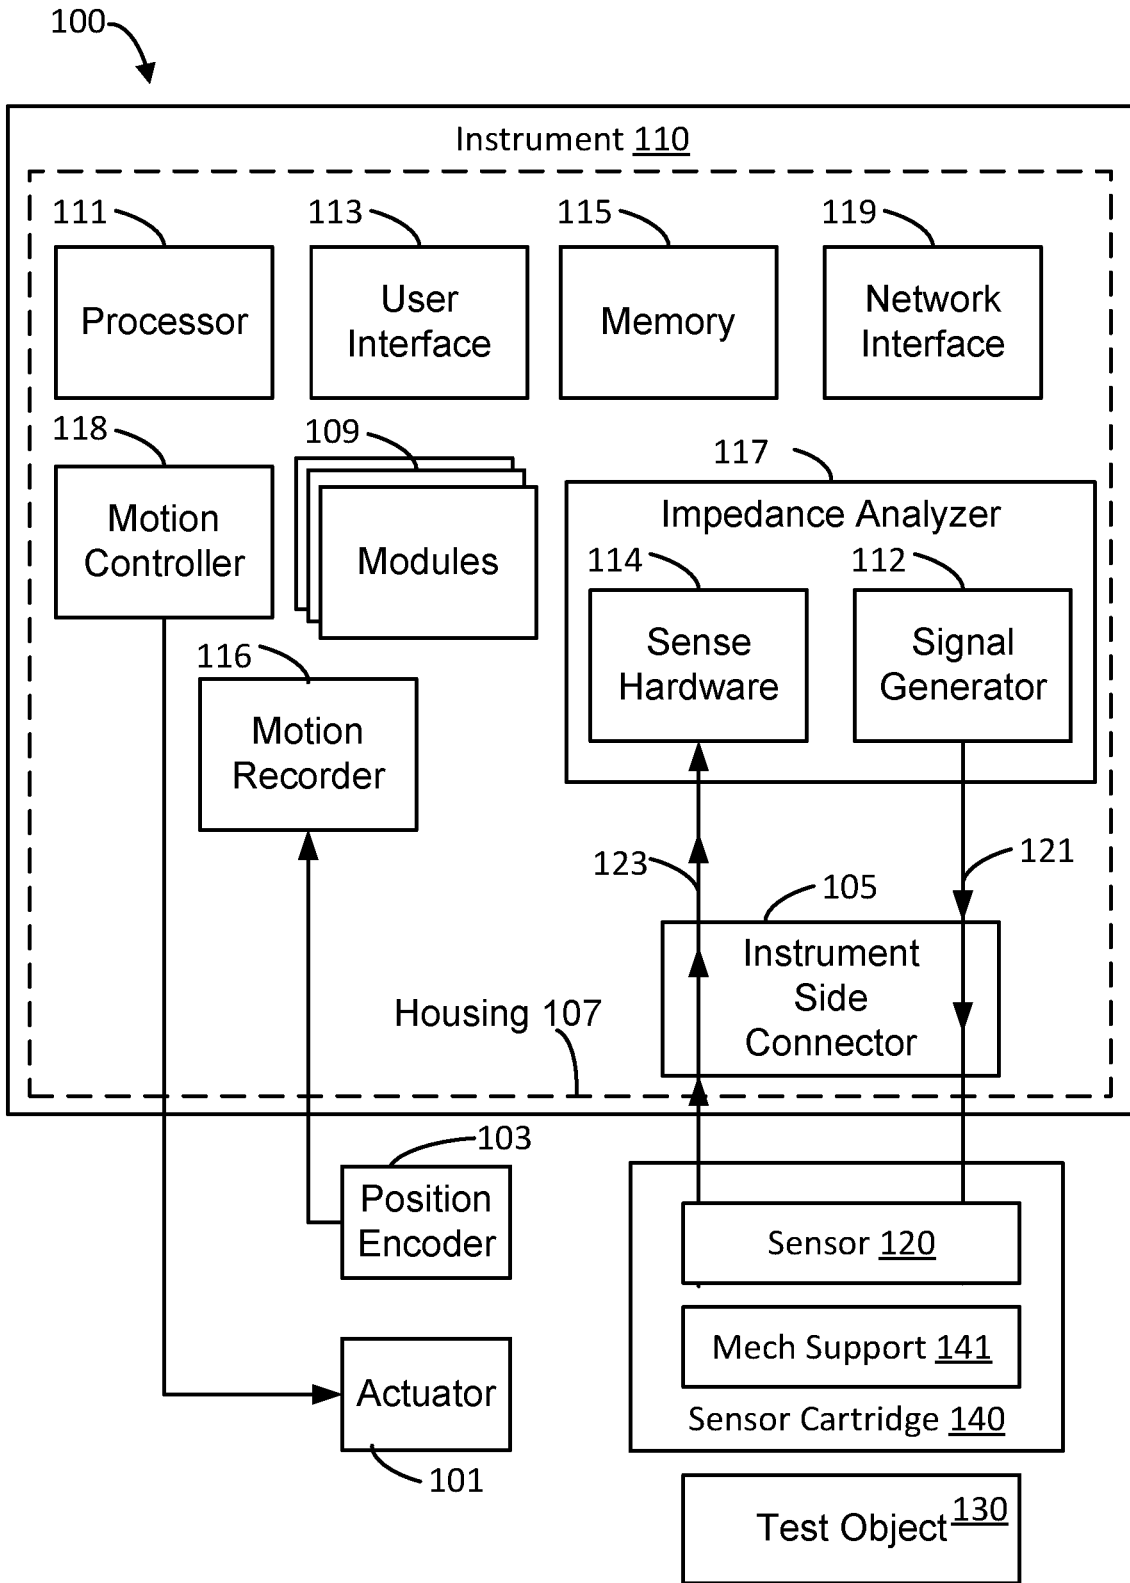 100
Instrument 110
111
113
115
119
Processor
User
Interface
Memory
Network
Interface
118
109
117
Motion
Controller
Modules
Impedance Analyzer
114
112
Sense
Hardware
Signal
Generator
116
Motion
Recorder
123
121
105
Instrument
Side
Connector
Housing 107
103
Position
Encoder
Sensor 120
Mech Support 141
Sensor Cartridge 140
Actuator
101
Test Object 130